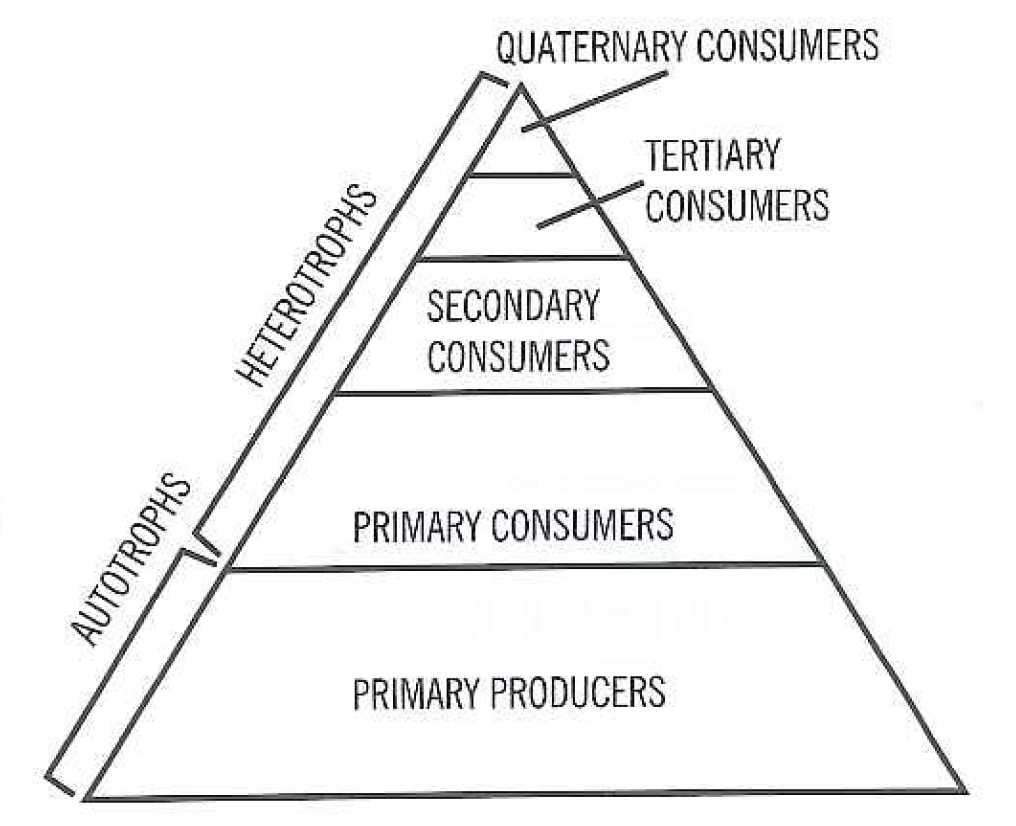 QUATERNARY CONSUMERS
TERTIARY
CONSUMERS
HETEROTROPHS
SECONDARY
CONSUMERS
AUTOTROPHS
PRIMARY CONSUMERS
PRIMARY PRODUCERS